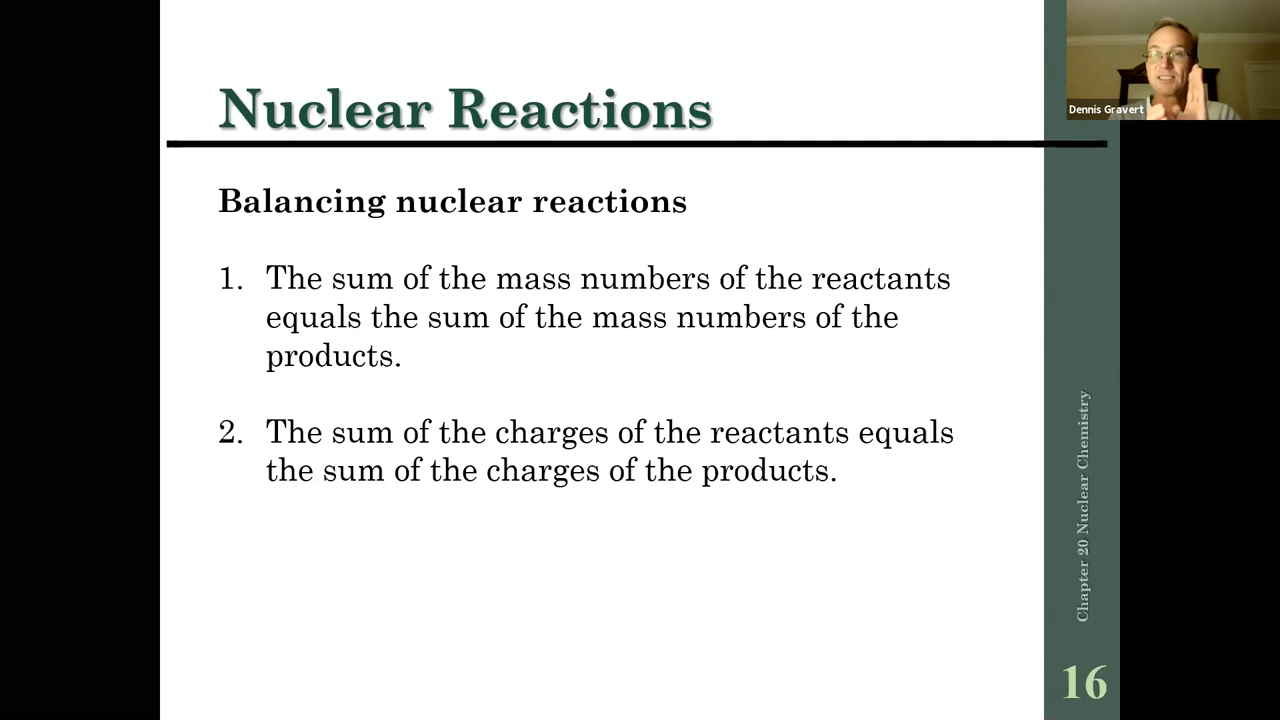 Nuclear Reactions
Dennis Gravert
Balancing nuclear reactions
1. The sum of the mass numbers of the reactants
equals the sum of the mass numbers of the
products.
2. The sum of the charges of the reactants equals
the sum of the charges of the products.
Chapter 20 Nuclear Chemistry
16